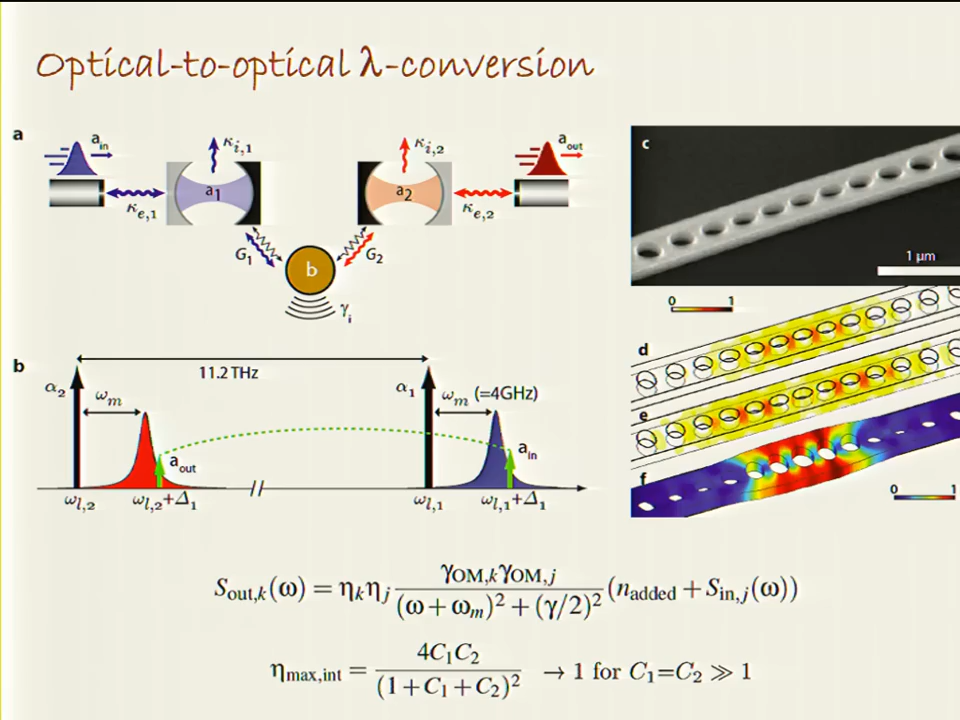 Optical-to-optical λ-conversion
a
a_in
κ_i,1
κ_i,2
a_out
a_1
a_2
κ_e,1
κ_e,2
G_1
G_2
b
γ_i
c
1 μm
0 1
d
e
f
0 1
b
11.2 THz
α_2
ω_m
α_1
ω_m (=4GHz)
a_out
a_in
ω_l,2
ω_l,2+Δ_1
ω_l,1
ω_l,1+Δ_1
S_out,k(ω) = η_kη_j γ_OM,kγ_OM,j / ((ω+ω_m)²+(γ/2)²) (n_added + S_in,j(ω))
η_max,int = 4C_1C_2 / (1+C_1+C_2)² → 1 for C_1=C_2 ≫ 1